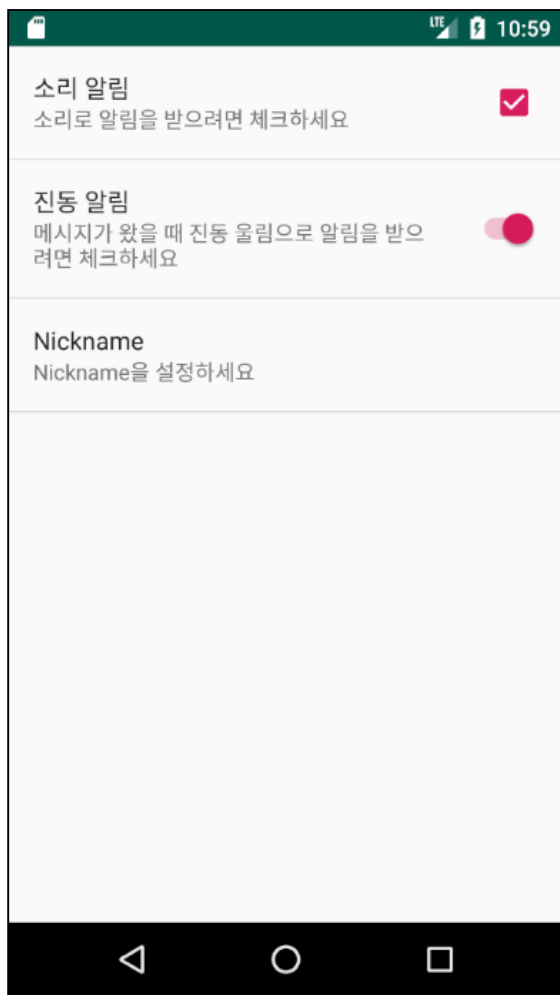 LTE 10:59
소리 알림
소리로 알림을 받으려면 체크하세요
진동 알림
메시지가 왔을 때 진동 울림으로 알림을 받으
려면 체크하세요
Nickname
Nickname을 설정하세요